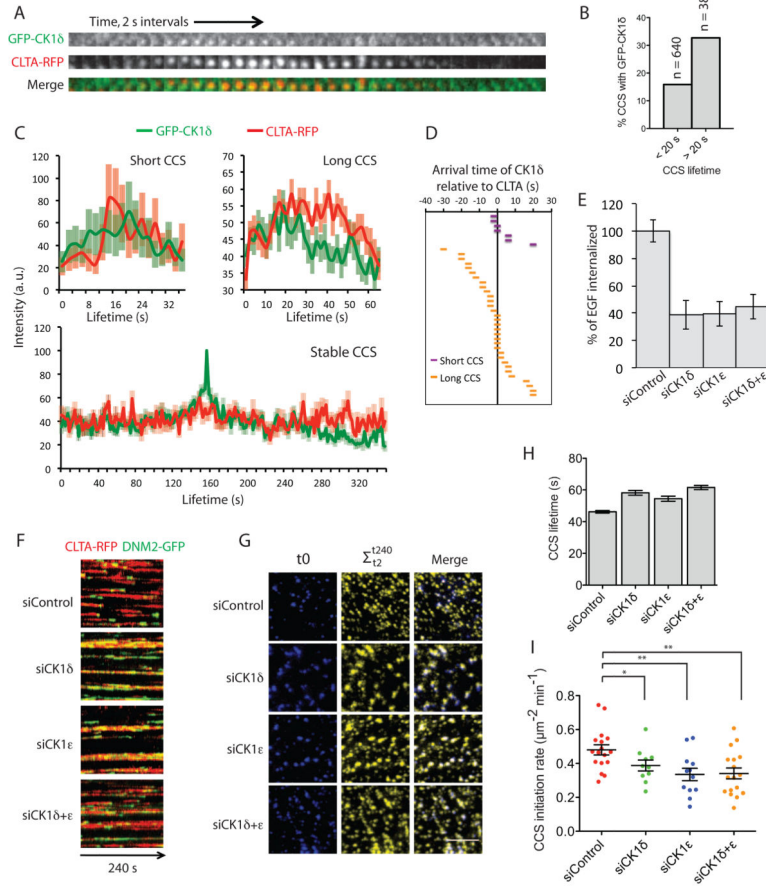 A
Time, 2 s intervals
GFP-CK1δ
CLTA-RFP
Merge
B
% CCS with GFP-CK1δ
40
30
20
10
0
n = 640
n = 38
< 20 s
> 20 s
CCS lifetime
C
GFP-CK1δ CLTA-RFP
Intensity (a. u.)
Short CCS
120
100
80
60
40
20
0
0 8 16 24 32
Lifetime (s)
Long CCS
70
65
60
55
50
45
40
35
30
0 10 20 30 40 50 60
Lifetime (s)
Stable CCS
120
100
80
60
40
20
0
0 40 80 120 160 200 240 280 320
Lifetime (s)
D
Arrival time of CK1δ
relative to CLTA (s)
-30 -20 -10 0 10 20 30
Short CCS
Long CCS
E
% of EGF internalized
120
100
80
60
40
20
0
siControl
siCK1δ
siCK1ε
siCK1δ+ε
F
CLTA-RFP DNM2-GFP
siControl
siCK1δ
siCK1ε
siCK1δ+ε
240 s
G
t0 Σt240t2 Merge
siControl
siCK1δ
siCK1ε
siCK1δ+ε
H
CCS lifetime (s)
80
60
40
20
0
siControl
siCK1δ
siCK1ε
siCK1δ+ε
I
CCS initiation rate (μm-2 min-1)
**
**
*
0.8
0.6
0.4
0.2
0.0
siControl
siCK1δ
siCK1ε
siCK1δ+ε